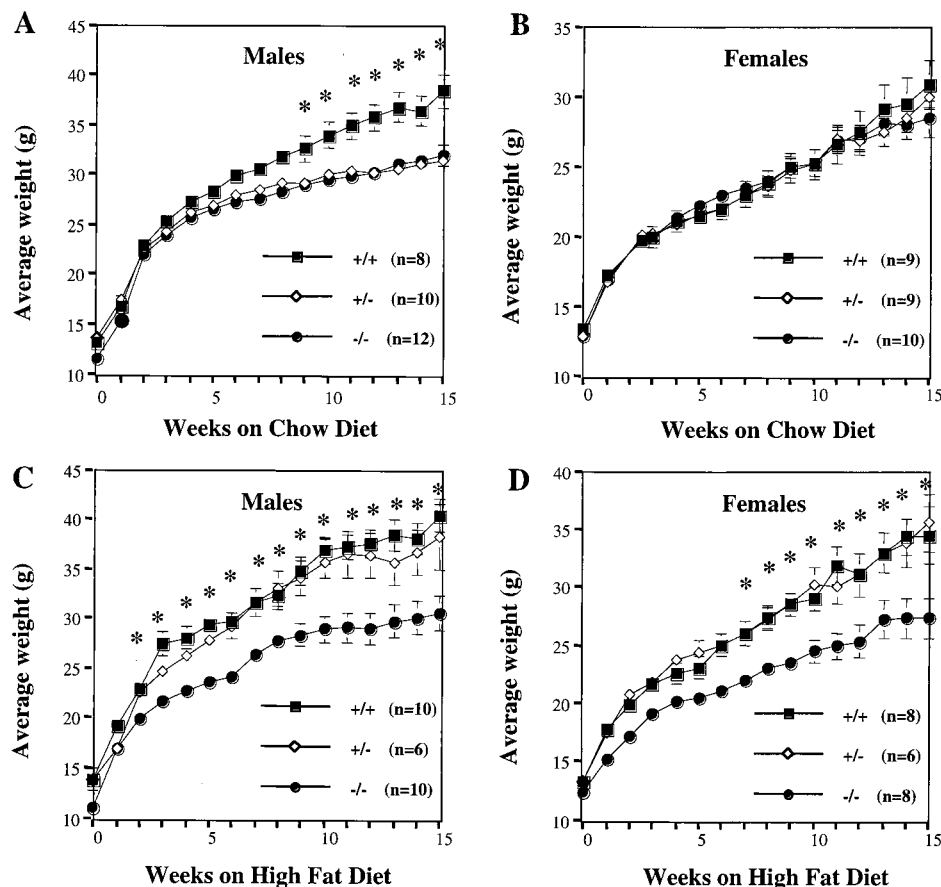 A
Males
45
40
35
30
25
20
15
10
Average weight (g)
* * * * * * *
+/+ (n=8)
+/- (n=10)
-/- (n=12)
0 5 10 15
Weeks on Chow Diet
B
Females
35
30
25
20
15
10
Average weight (g)
+/+ (n=9)
+/- (n=9)
-/- (n=10)
0 5 10 15
Weeks on Chow Diet
C
Males
45
40
35
30
25
20
15
10
Average weight (g)
* * * * * * * * * * * * * *
+/+ (n=10)
+/- (n=6)
-/- (n=10)
0 5 10 15
Weeks on High Fat Diet
D
Females
40
35
30
25
20
15
10
Average weight (g)
* * * * * * * * *
+/+ (n=8)
+/- (n=6)
-/- (n=8)
0 5 10 15
Weeks on High Fat Diet